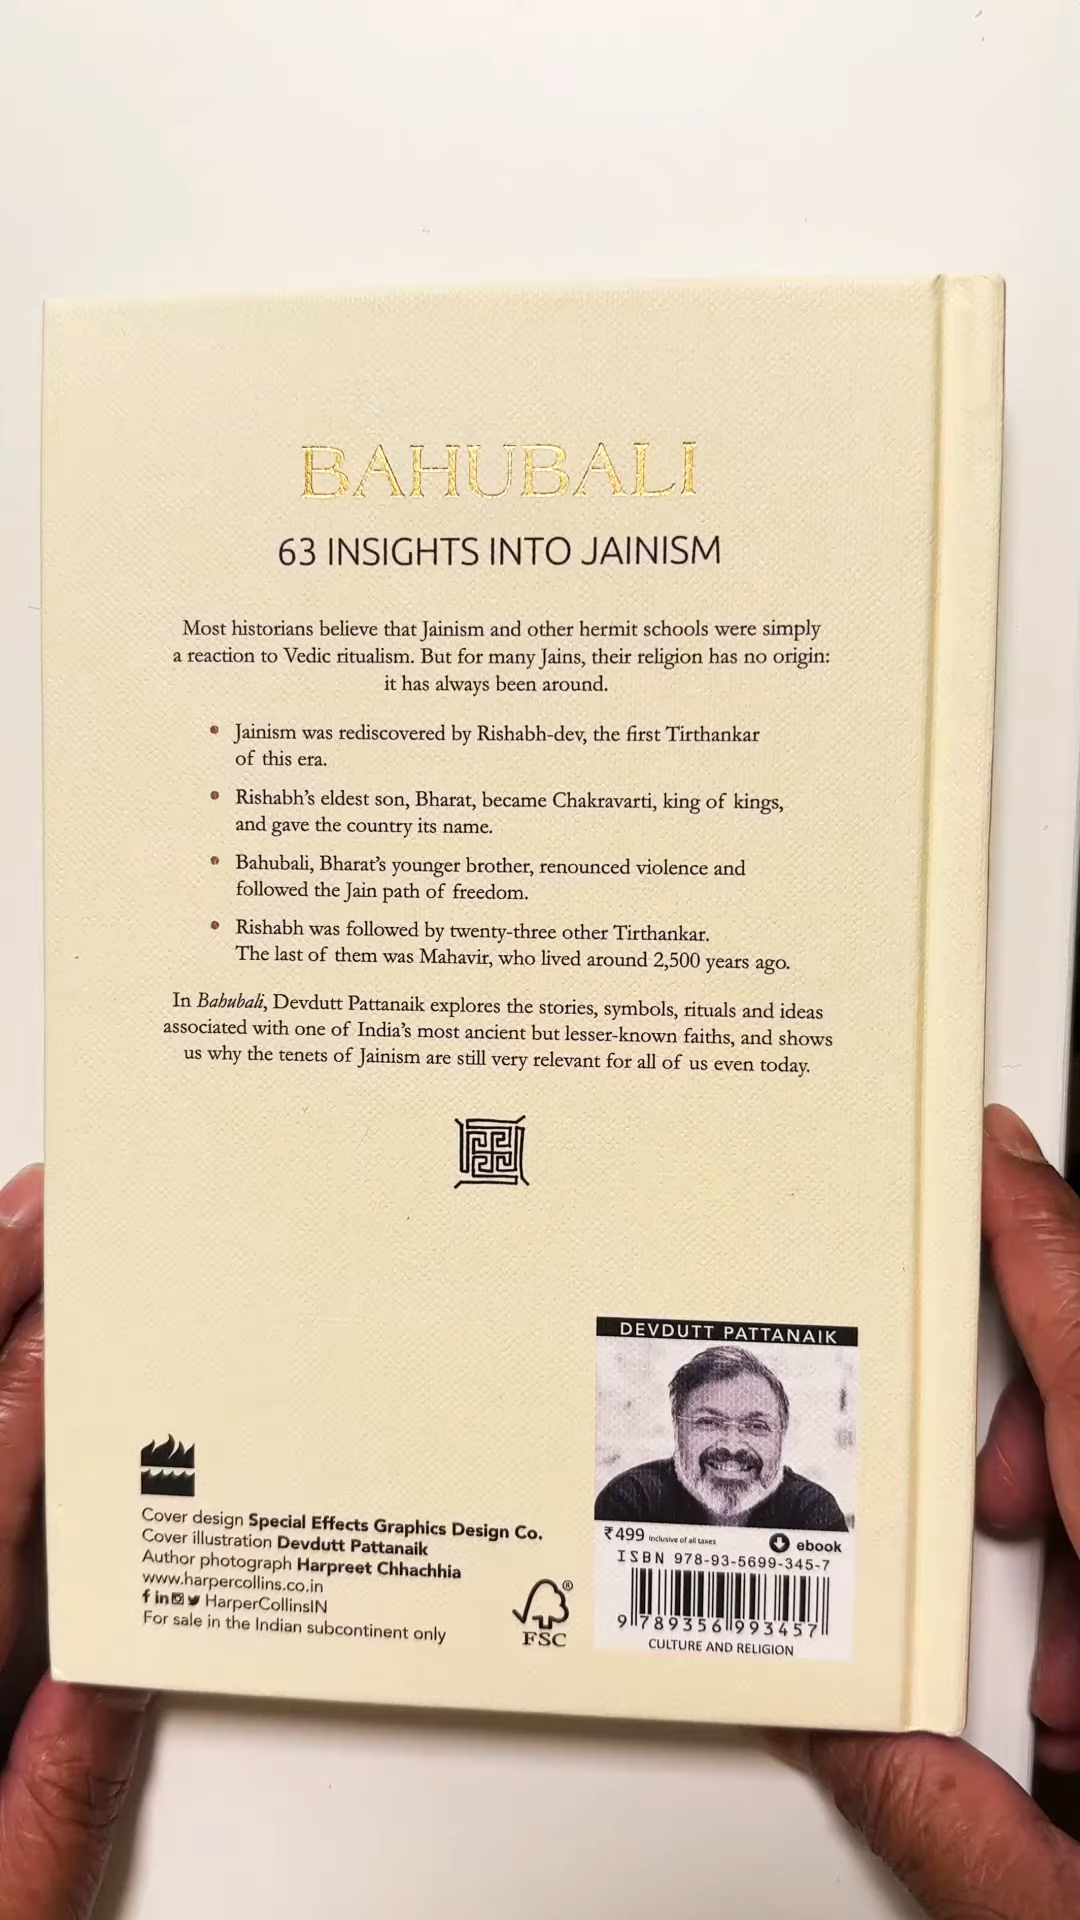 BAHUBALI
63 INSIGHTS INTO JAINISM
Most historians believe that Jainism and other hermit schools were simply
a reaction to Vedic ritualism. But for many Jains, their religion has no origin:
it has always been around.
• Jainism was rediscovered by Rishabh-dev, the first Tirthankar
of this era.
• Rishabh's eldest son, Bharat, became Chakravarti, king of kings,
and gave the country its name.
• Bahubali, Bharat's younger brother, renounced violence and
followed the Jain path of freedom.
• Rishabh was followed by twenty-three other Tirthankar.
The last of them was Mahavir, who lived around 2,500 years ago.
In Bahubali, Devdutt Pattanaik explores the stories, symbols, rituals and ideas
associated with one of India's most ancient but lesser-known faiths, and shows
us why the tenets of Jainism are still very relevant for all of us even today.
Cover design Special Effects Graphics Design Co.
Cover illustration Devdutt Pattanaik
Author photograph Harpreet Chhachhia
www.harpercollins.co.in
HarperCollinsIN
For sale in the Indian subcontinent only
FSC®
DEVDUTT PATTANAIK
₹499 inclusive of all taxes ebook
ISBN 978-93-5699-345-7
9 789356 993457
CULTURE AND RELIGION